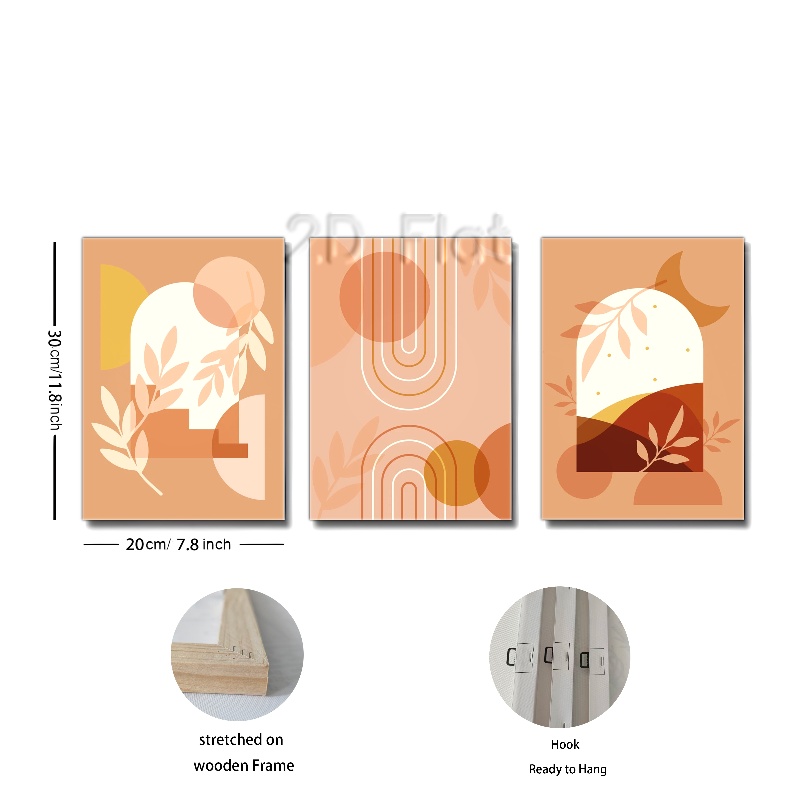 2D Flat
30cm/11.8inch
20cm/ 7.8 inch
stretched on
wooden Frame
Hook
Ready to Hang